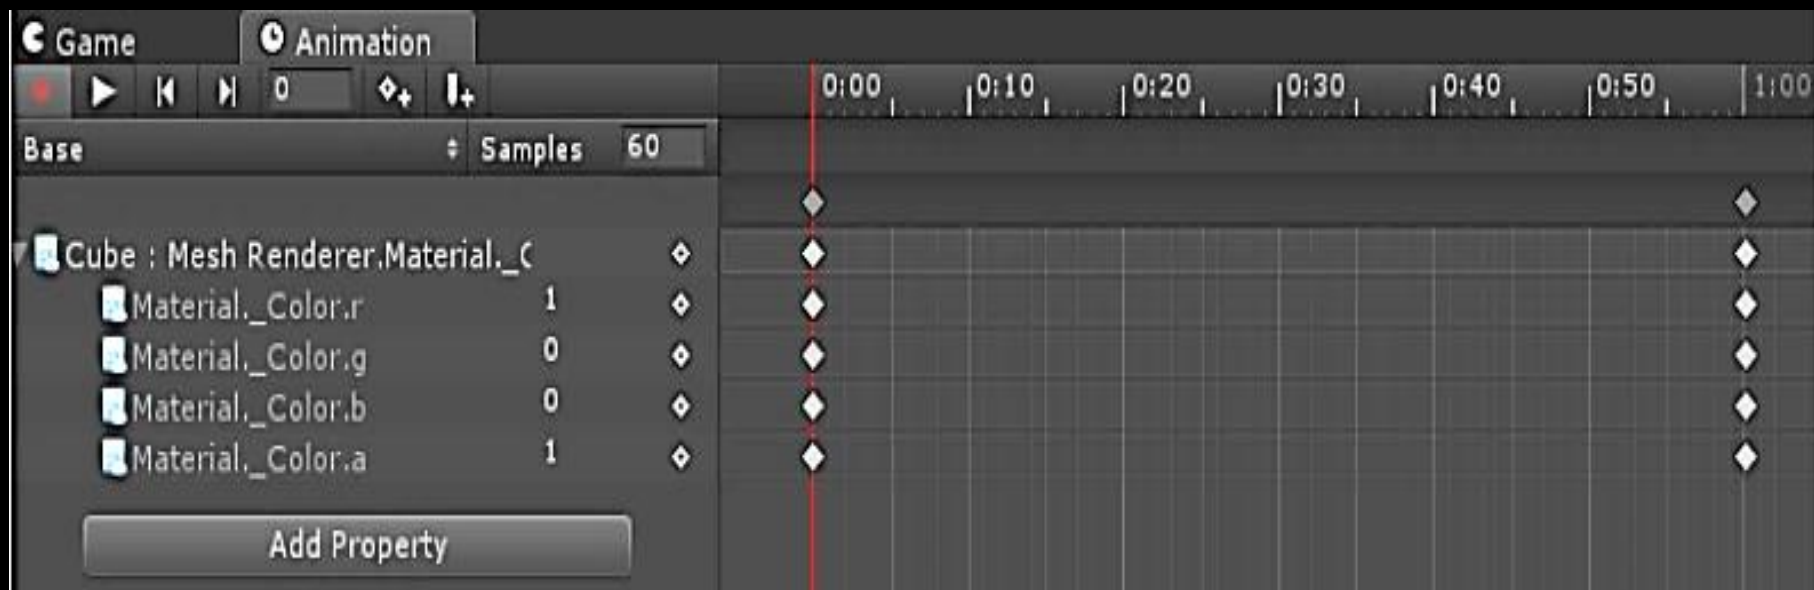 Game Animation
0 0:00 0:10 0:20 0:30 0:40 0:50 1:00
Base Samples 60
Cube : Mesh Renderer.Material._C
Material._Color.r 1
Material._Color.g 0
Material._Color.b 0
Material._Color.a 1
Add Property